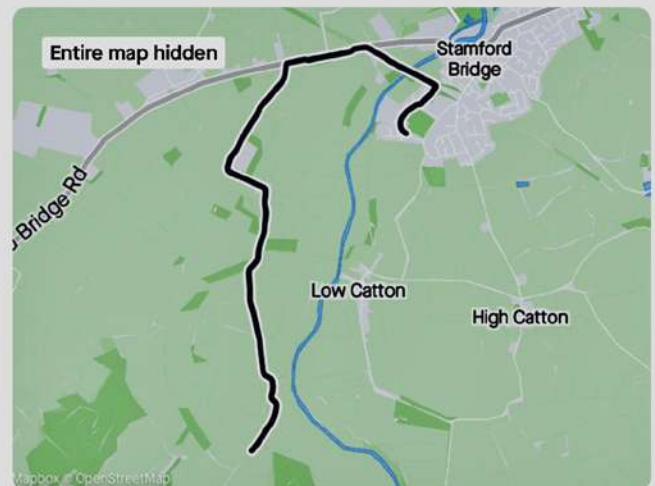 Entire map hidden
Stamford
Bridge
Bridge Rd
Low Catton
High Catton
Mapbox © OpenStreetMap